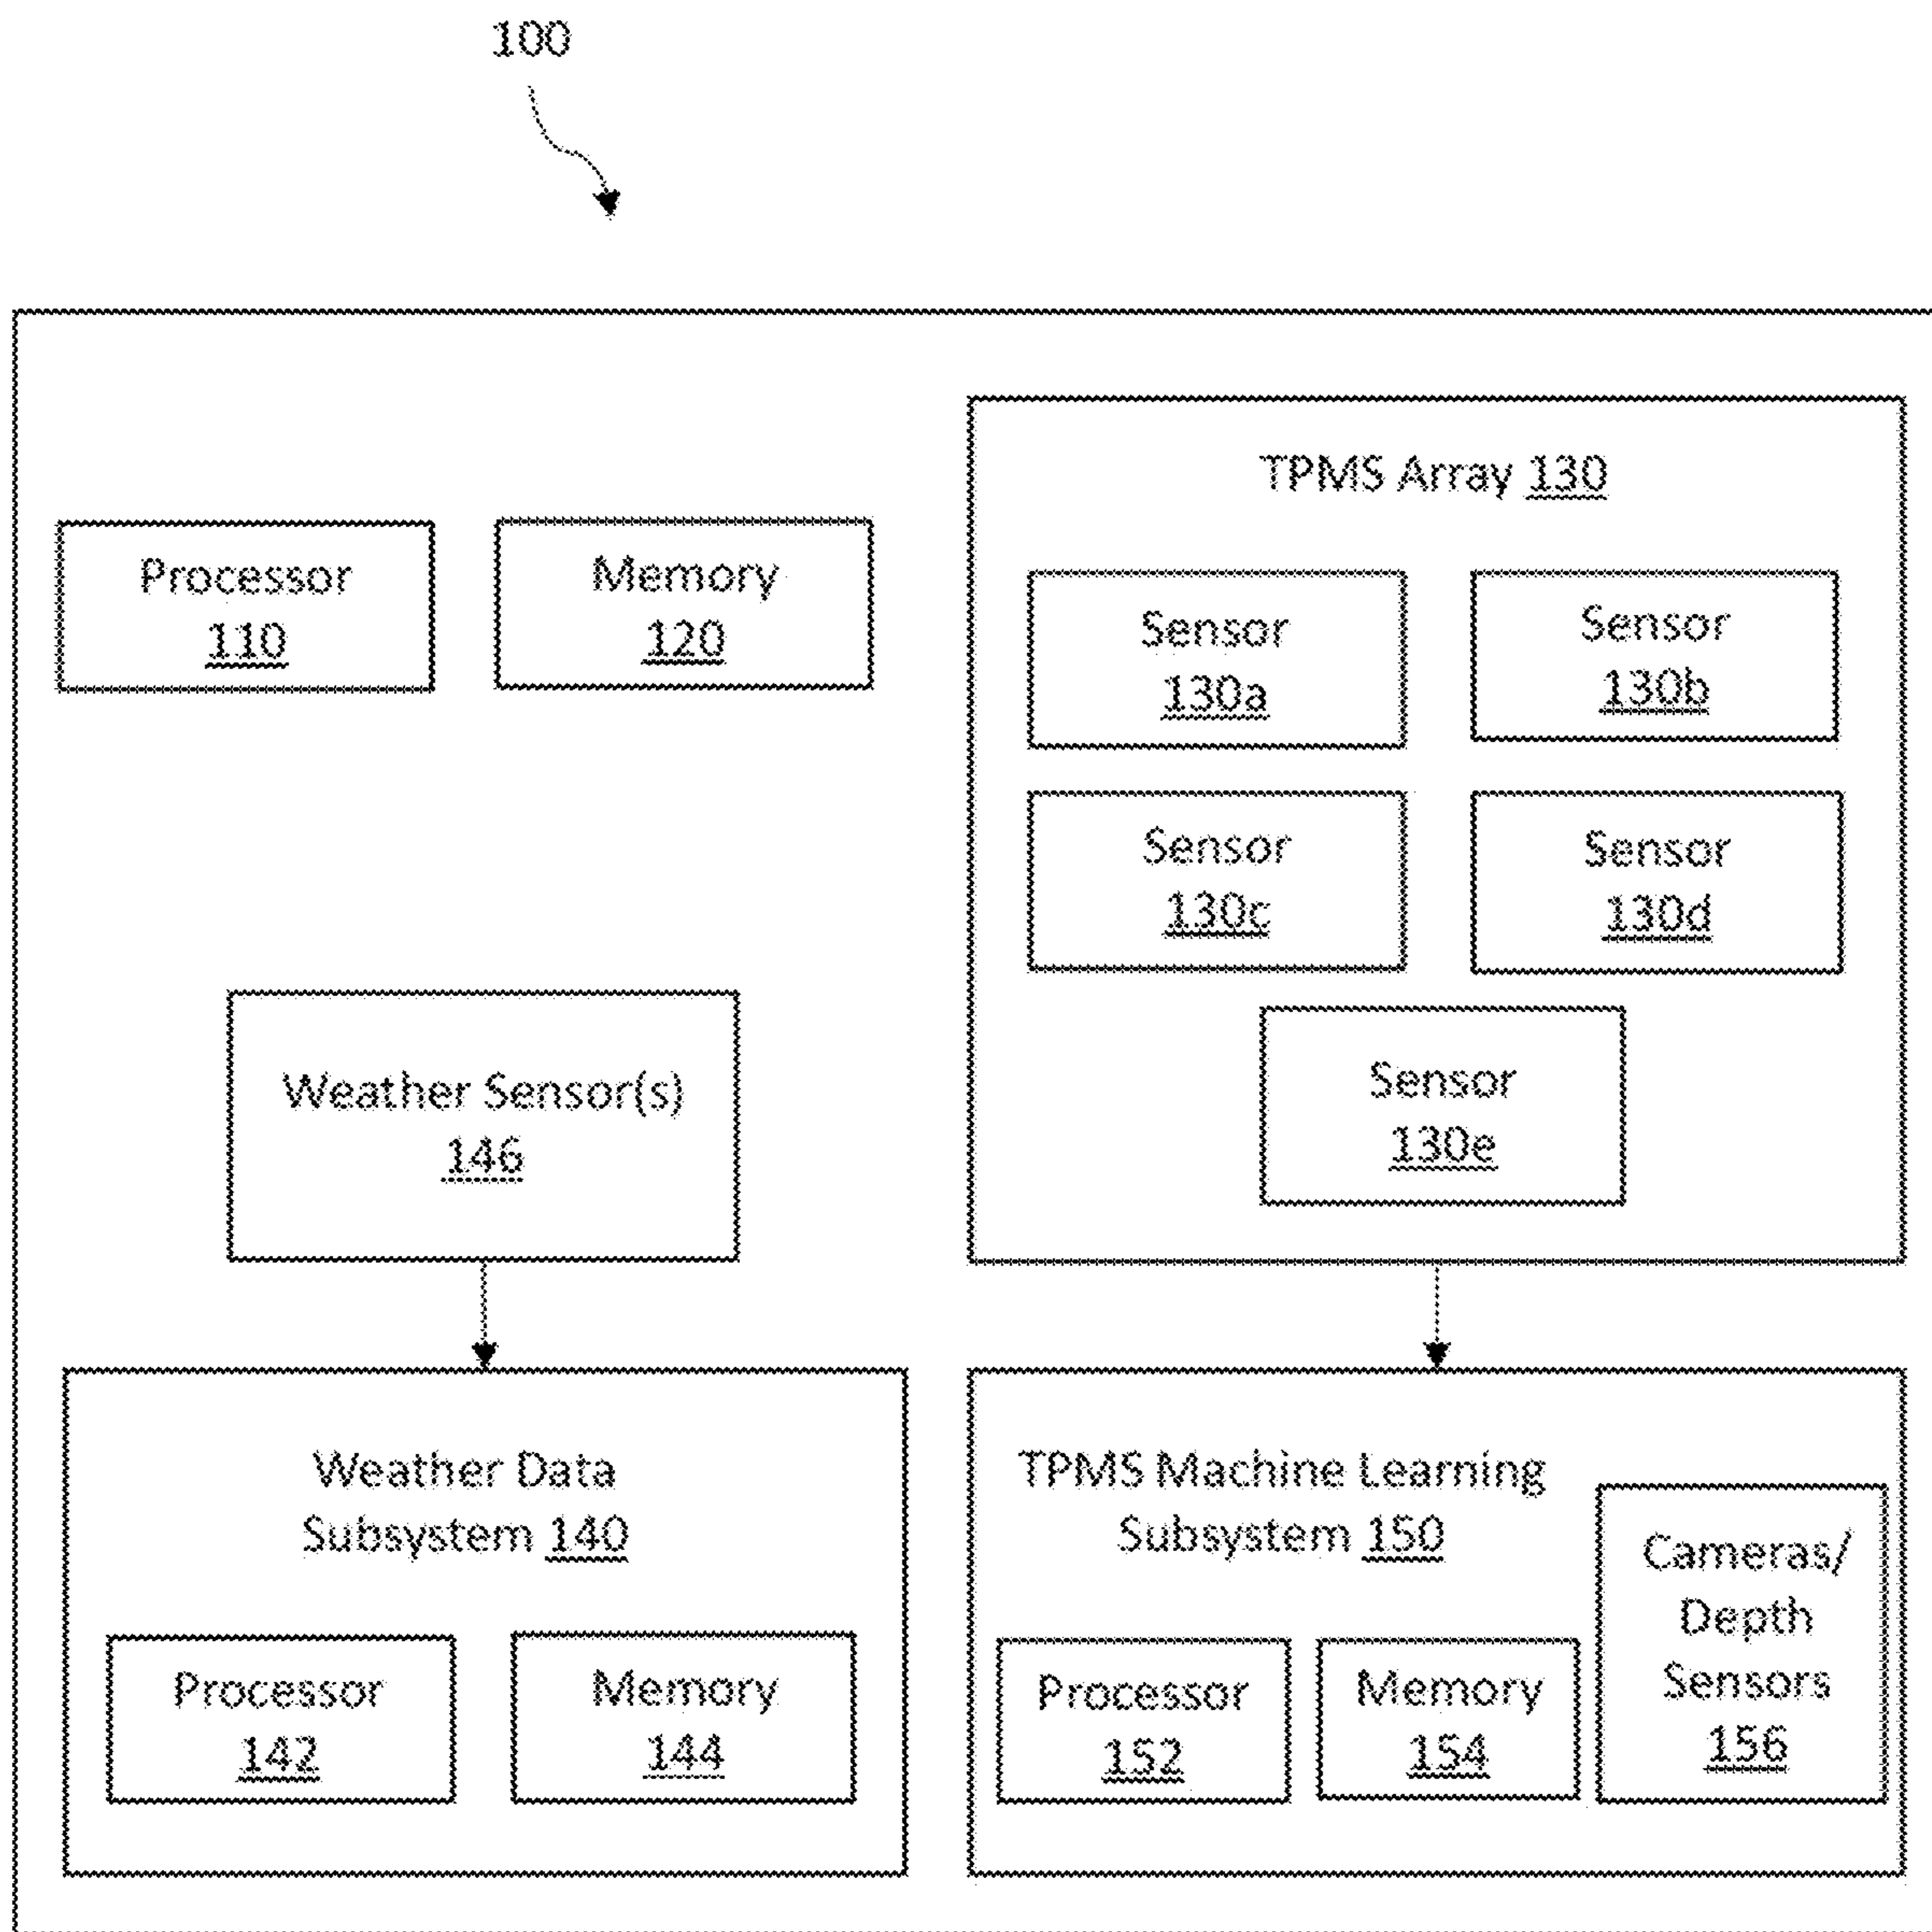 100
TPMS Array 130
Processor
110
Memory
120
Sensor
130a
Sensor
130b
Sensor
130c
Sensor
130d
Sensor
130e
Weather Sensor(s)
146
Weather Data
Subsystem 140
Processor
142
Memory
144
TPMS Machine Learning
Subsystem 150
Processor
152
Memory
154
Cameras/
Depth
Sensors
156